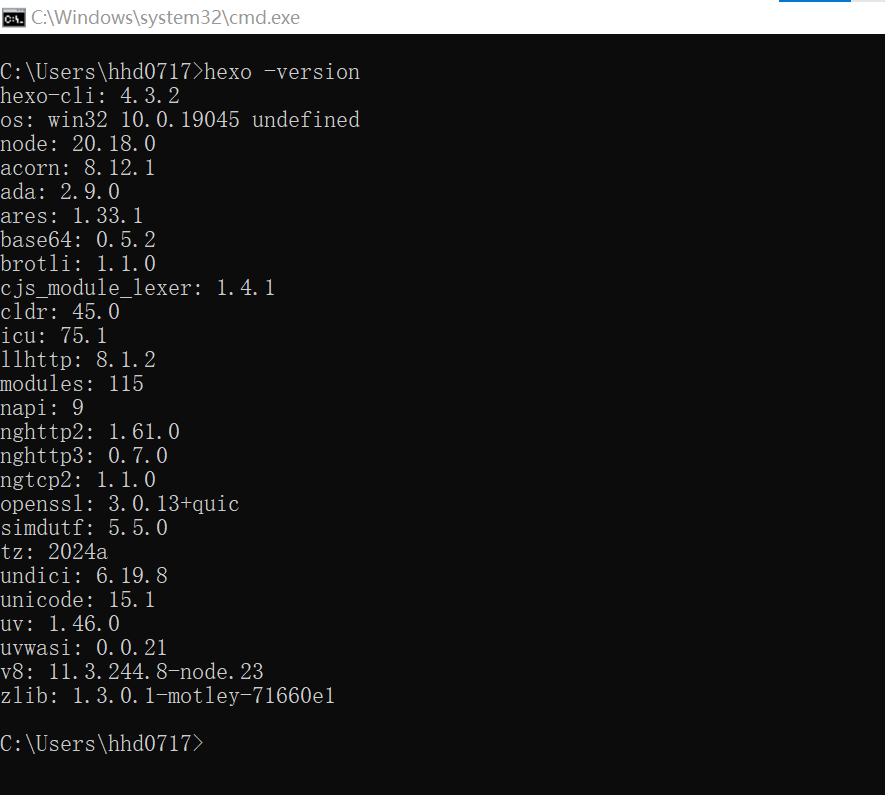 C:\Windows\system32\cmd.exe
C:\Users\hhd0717>hexo -version
hexo-cli: 4.3.2
os: win32 10.0.19045 undefined
node: 20.18.0
acorn: 8.12.1
ada: 2.9.0
ares: 1.33.1
base64: 0.5.2
brotli: 1.1.0
cjs_module_lexer: 1.4.1
cldr: 45.0
icu: 75.1
llhttp: 8.1.2
modules: 115
napi: 9
nghttp2: 1.61.0
nghttp3: 0.7.0
ngtcp2: 1.1.0
openssl: 3.0.13+quic
simdutf: 5.5.0
tz: 2024a
undici: 6.19.8
unicode: 15.1
uv: 1.46.0
uvwasi: 0.0.21
v8: 11.3.244.8-node.23
zlib: 1.3.0.1-motley-71660e1
C:\Users\hhd0717>